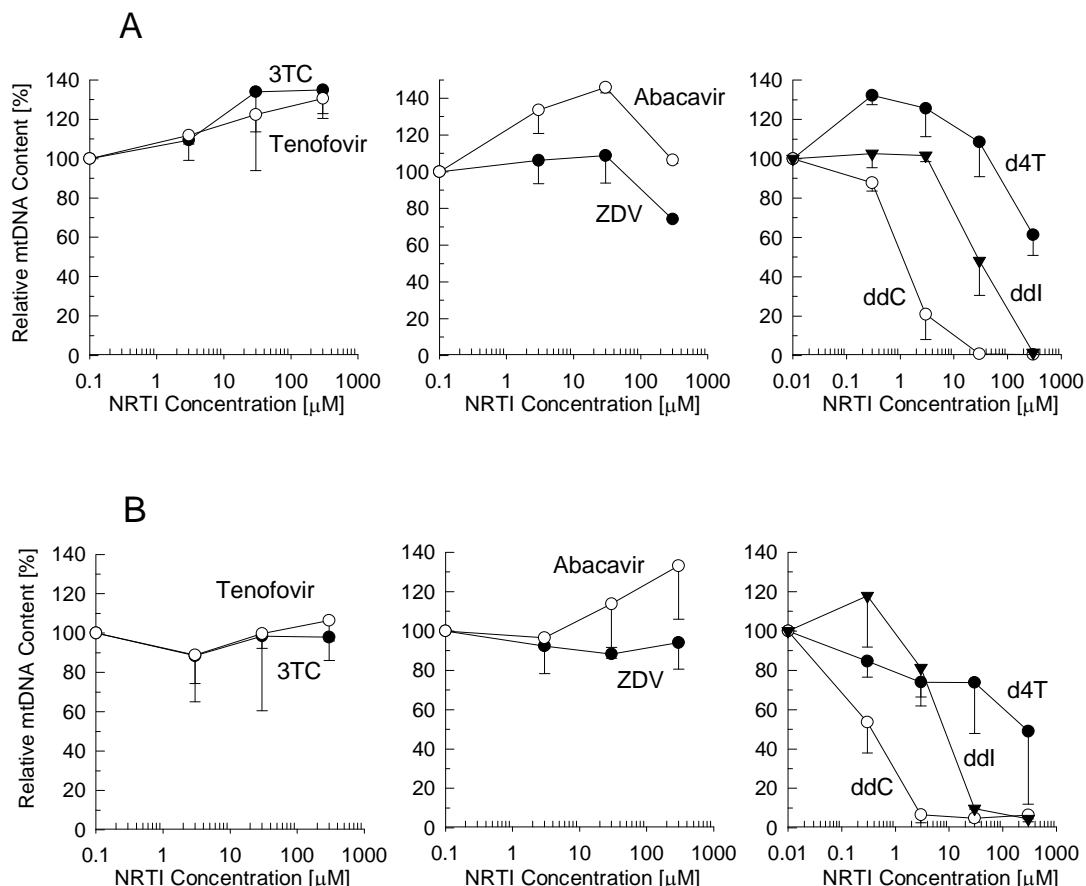 A
Relative mtDNA Content [%]
140
120
100
80
60
40
20
0
3TC
Tenofovir
0.1 1 10 100 1000
NRTI Concentration [µM]
140
120
100
80
60
40
20
0
Abacavir
ZDV
0.1 1 10 100 1000
NRTI Concentration [µM]
140
120
100
80
60
40
20
0
d4T
ddC
ddI
0.01 0.1 1 10 100 1000
NRTI Concentration [µM]
B
Relative mtDNA Content [%]
140
120
100
80
60
40
20
0
Tenofovir
3TC
0.1 1 10 100 1000
NRTI Concentration [µM]
140
120
100
80
60
40
20
0
Abacavir
ZDV
0.1 1 10 100 1000
NRTI Concentration [µM]
140
120
100
80
60
40
20
0
d4T
ddI
ddC
0.01 0.1 1 10 100 1000
NRTI Concentration [µM]